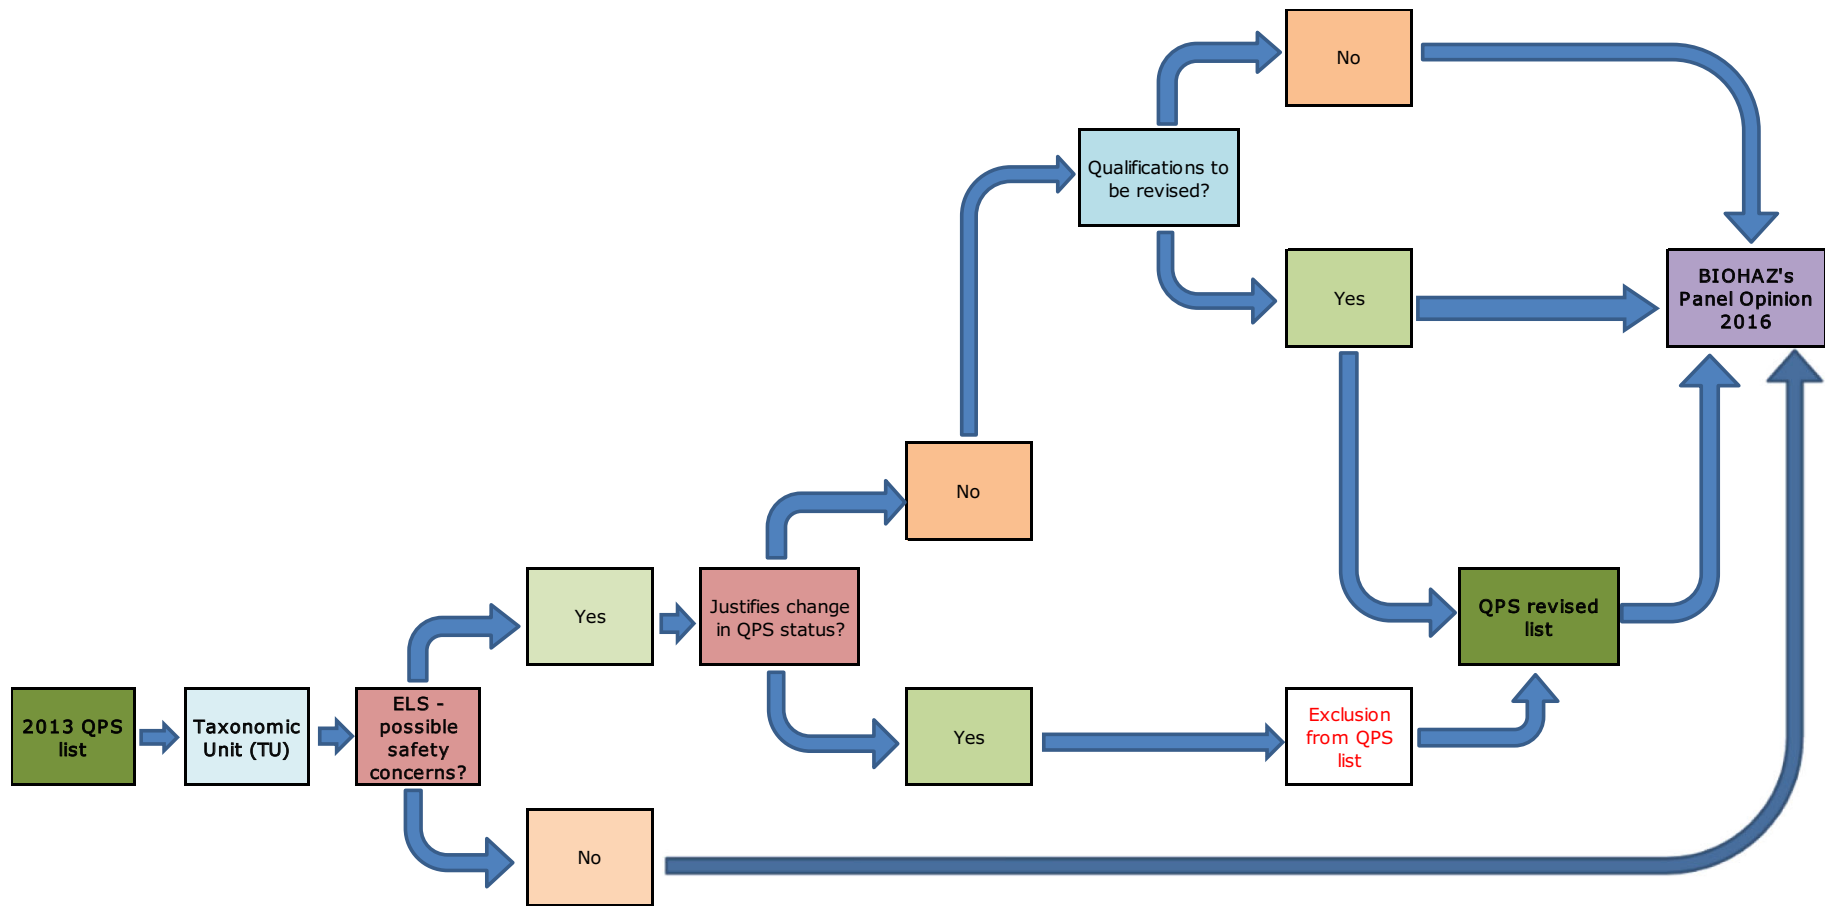 No
Qualifications to
be revised?
Yes
BIOHAZ's
Panel Opinion
2016
No
Yes
Justifies change
in QPS status?
QPS revised
list
2013 QPS
list
Taxonomic
Unit (TU)
ELS -
possible
safety
concerns?
Yes
Exclusion
from QPS
list
No